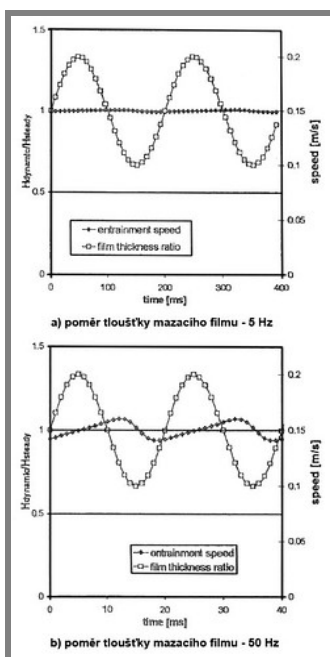 1.5
1
0.5
0
0.2
0.15
0.1
0.05
0
Hdynamic/Hsteady
speed [m/s]
entrainment speed
film thickness ratio
0 100 200 300 400
time [ms]
a) poměr tloušťky mazacího filmu - 5 Hz
1.5
1
0.5
0
0.2
0.15
0.1
0.05
0
Hdynamic/Hsteady
speed [m/s]
entrainment speed
film thickness ratio
0 10 20 30 40
time [ms]
b) poměr tloušťky mazacího filmu - 50 Hz